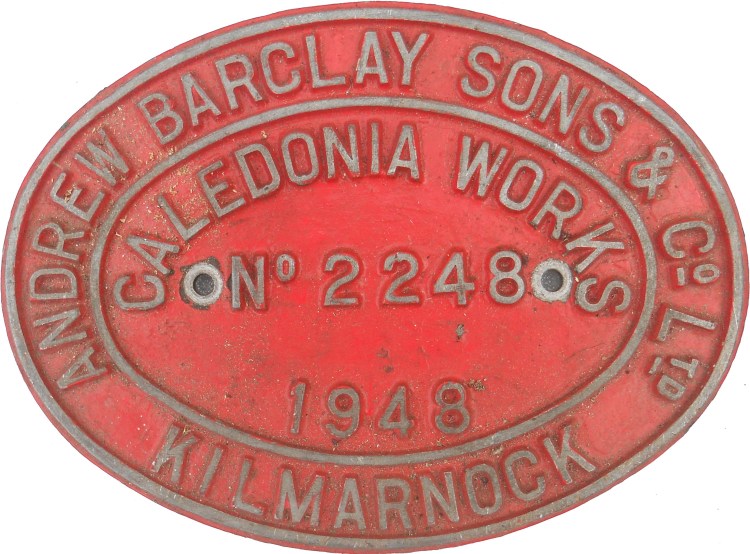 ANDREW BARCLAY SONS & Cº LTD
CALEDONIA WORKS
Nº 2248
1948
KILMARNOCK